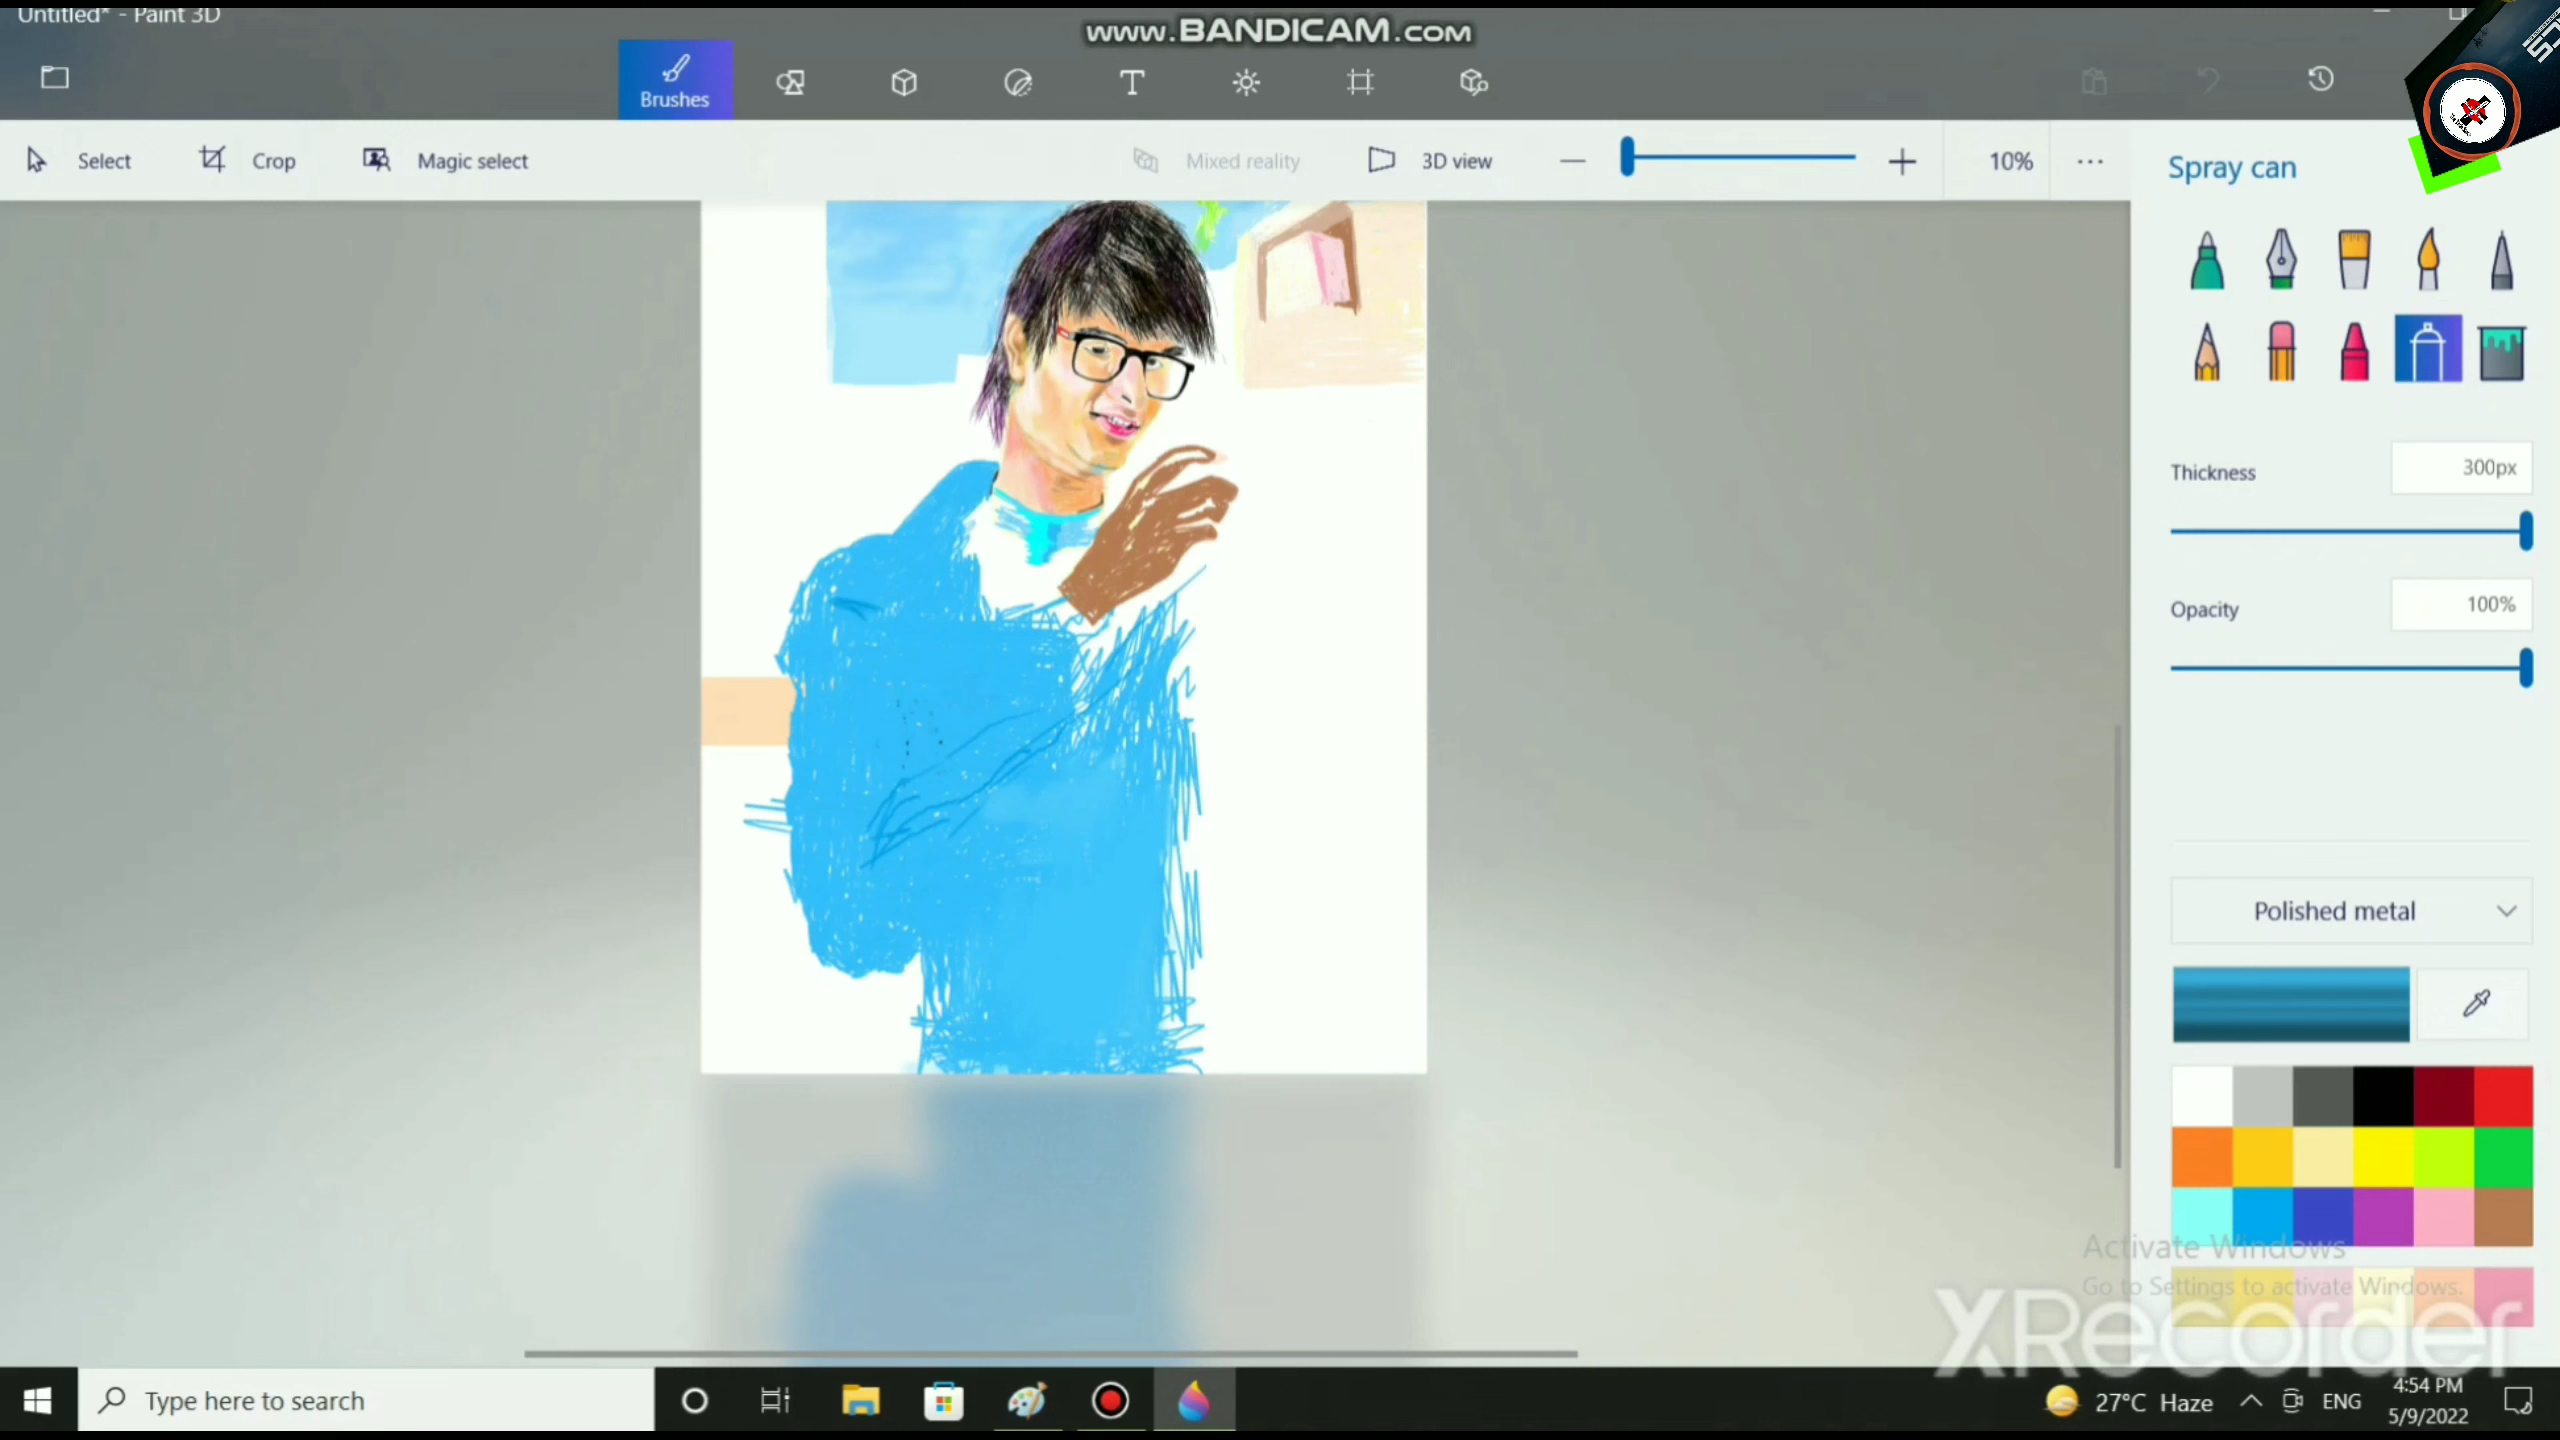 Untitled* - Paint 3D
www.BANDICAM.com
Brushes
Select
Crop
Magic select
Mixed reality
3D view
10%
Spray can
Thickness
300px
Opacity
100%
Polished metal
Activate Windows
Go to Settings to activate Windows.
XRecorder
Type here to search
27°C Haze
ENG
4:54 PM
5/9/2022